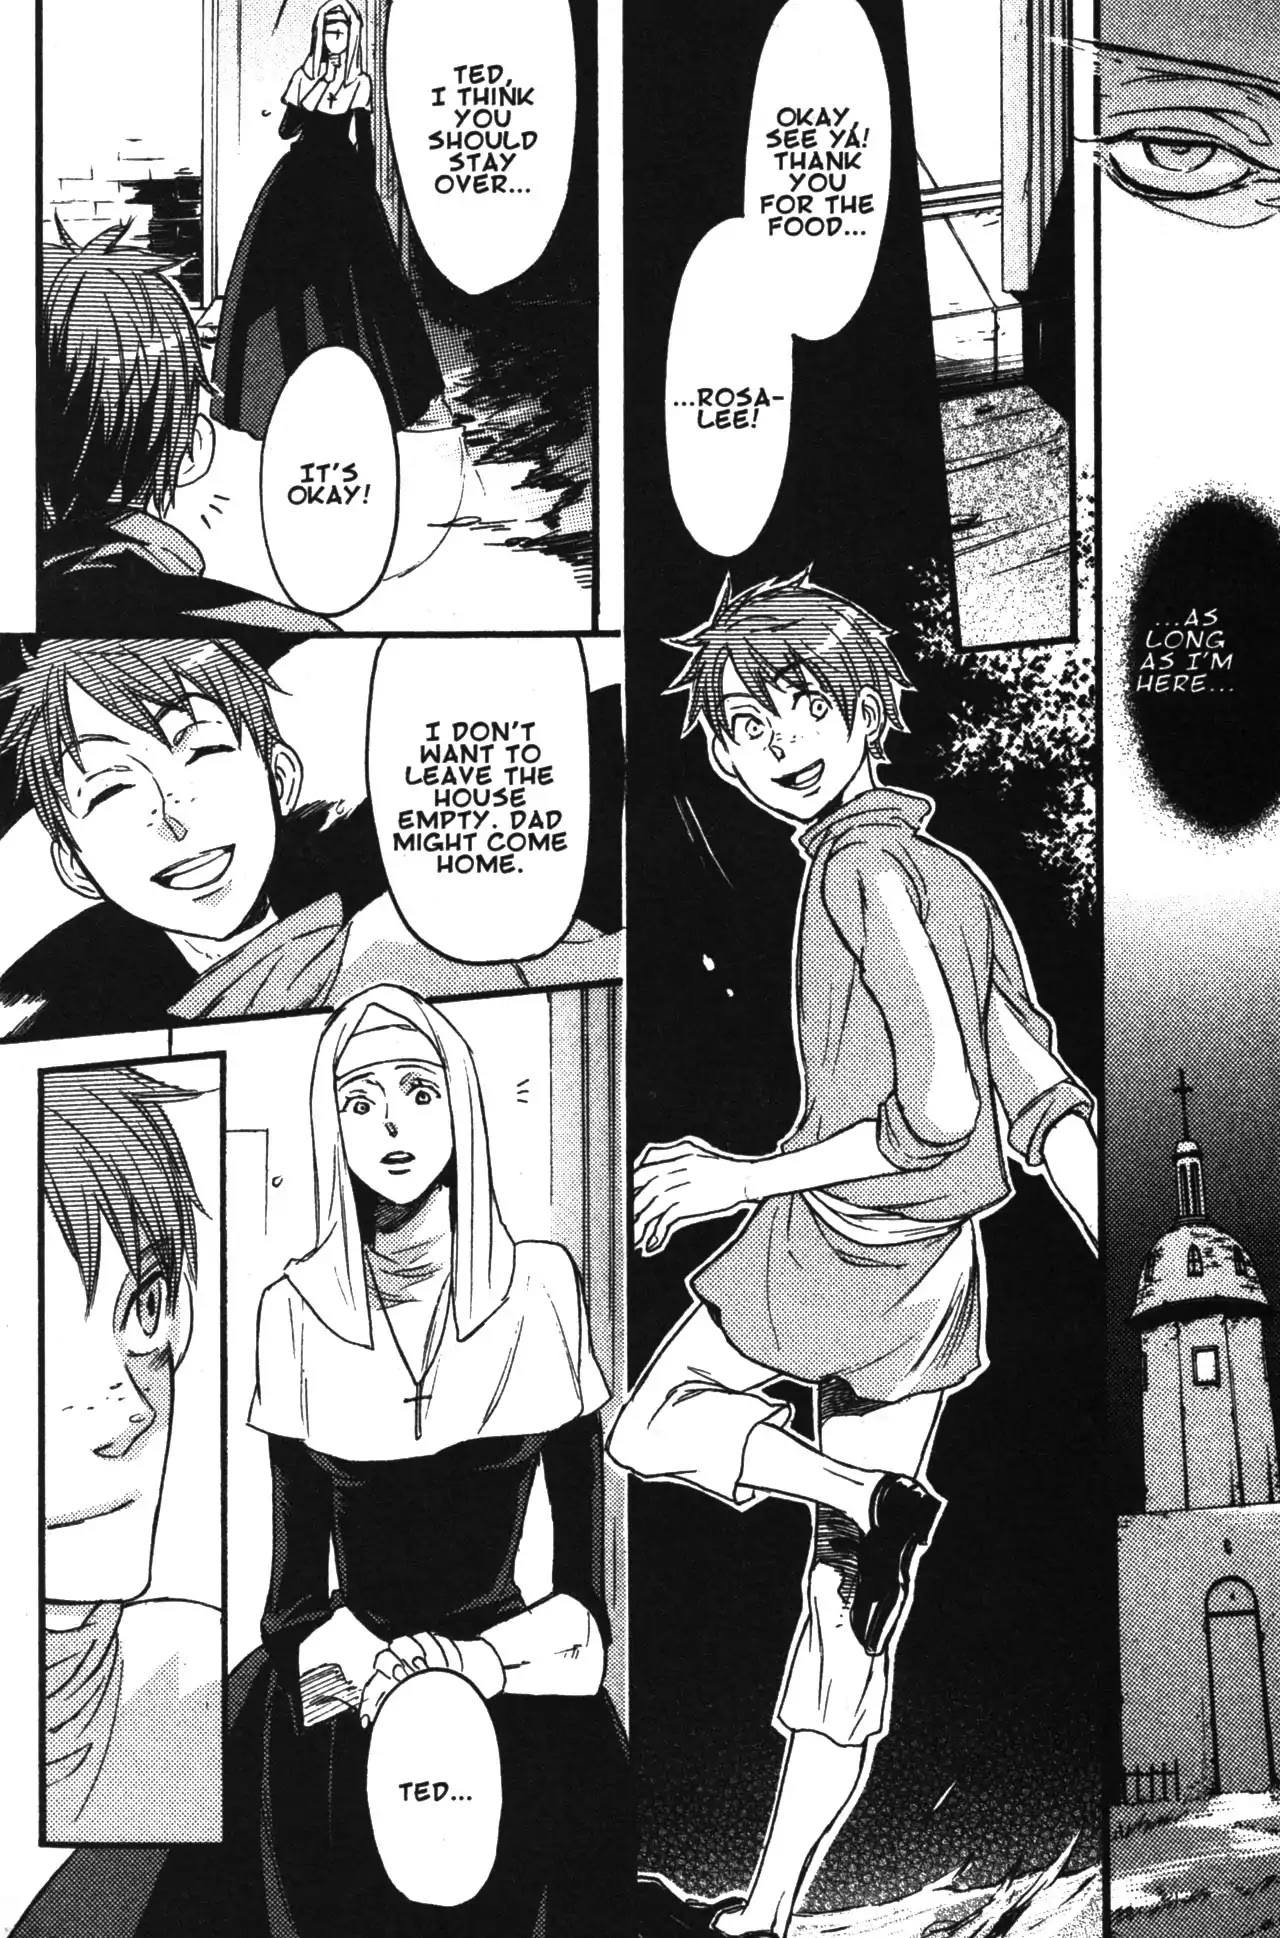 ...AS
LONG
AS I'M
HERE...
OKAY,
SEE YA!
THANK
YOU
FOR THE
FOOD...
...ROSA-
LEE!
TED,
I THINK
YOU
SHOULD
STAY
OVER...
IT'S
OKAY!
I DON'T
WANT TO
LEAVE THE
HOUSE
EMPTY. DAD
MIGHT COME
HOME.
TED...